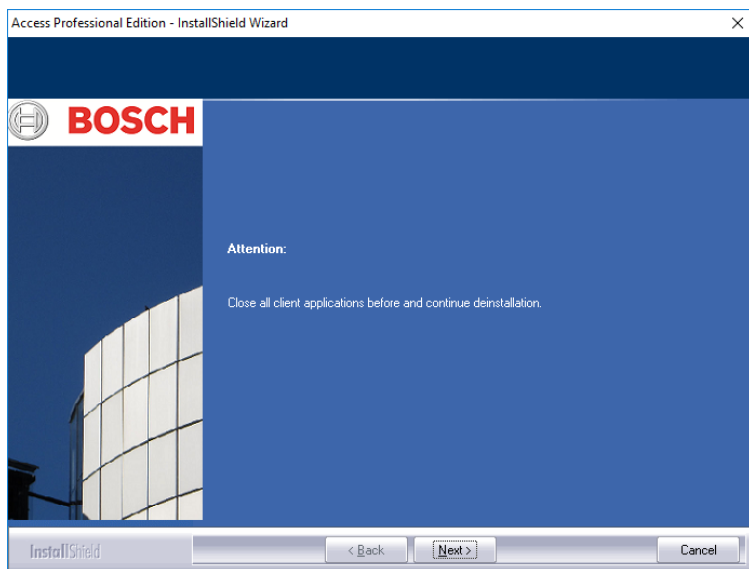 Access Professional Edition - InstallShield Wizard
BOSCH
Attention:
Close all client applications before and continue deinstallation.
InstallShield
< Back
Next >
Cancel